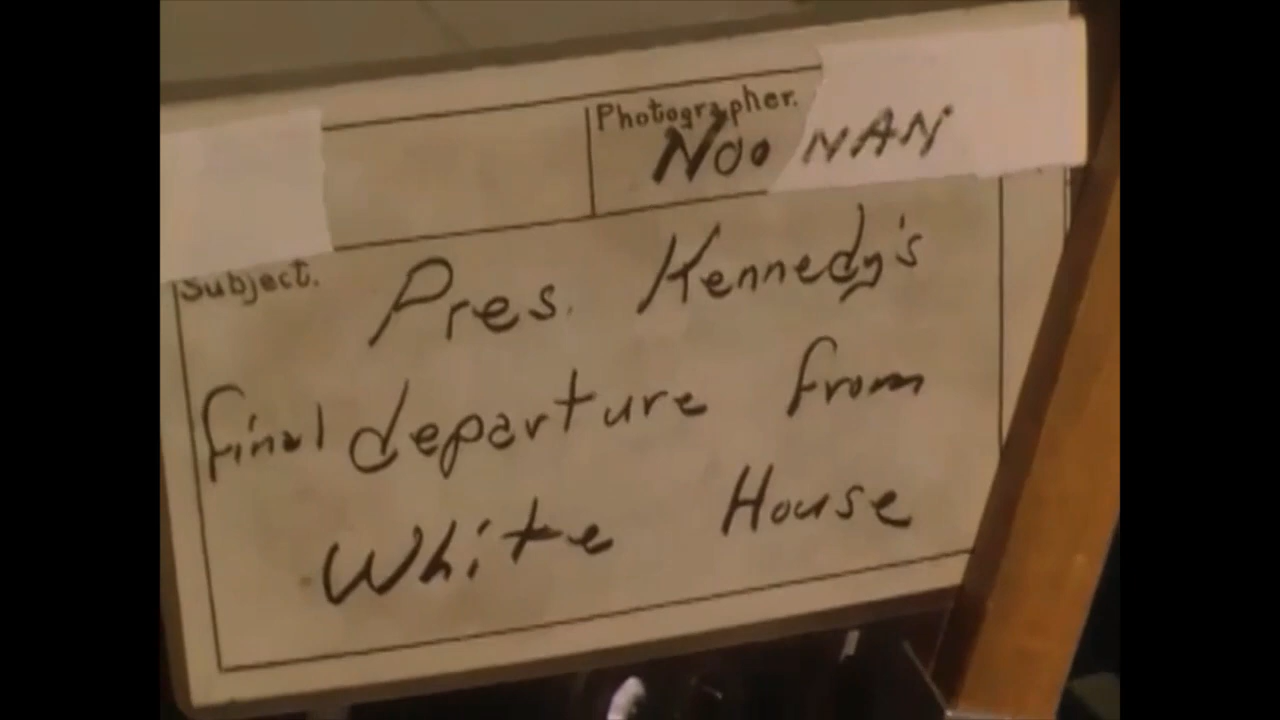 Photographer.
NooNAN
Subject.
Pres. Kennedy's
final departure from
White House